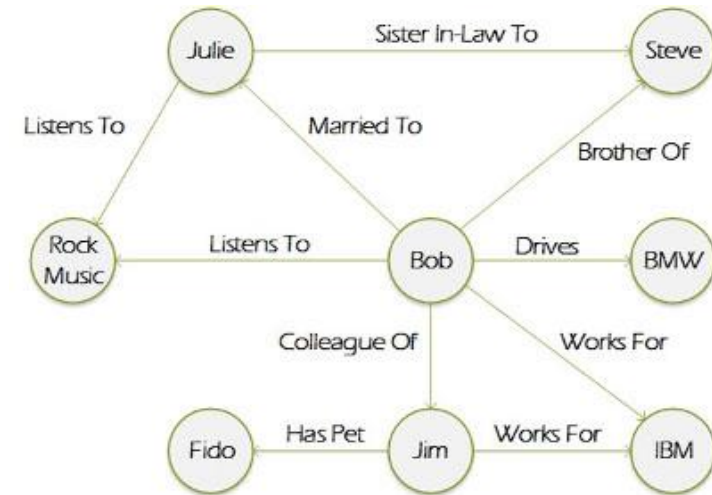 Sister In-Law To
Julie
Steve
Listens To
Married To
Brother Of
Rock
Music
Listens To
Bob
Drives
BMW
Colleague Of
Works For
Fido
Has Pet
Jim
Works For
IBM